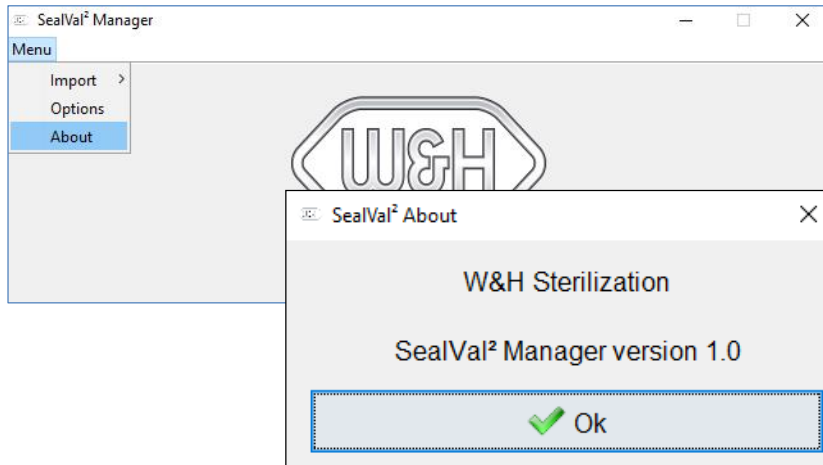 SealVal² Manager
Menu
Import
Options
About
W&H
SealVal² About
W&H Sterilization
SealVal² Manager version 1.0
Ok